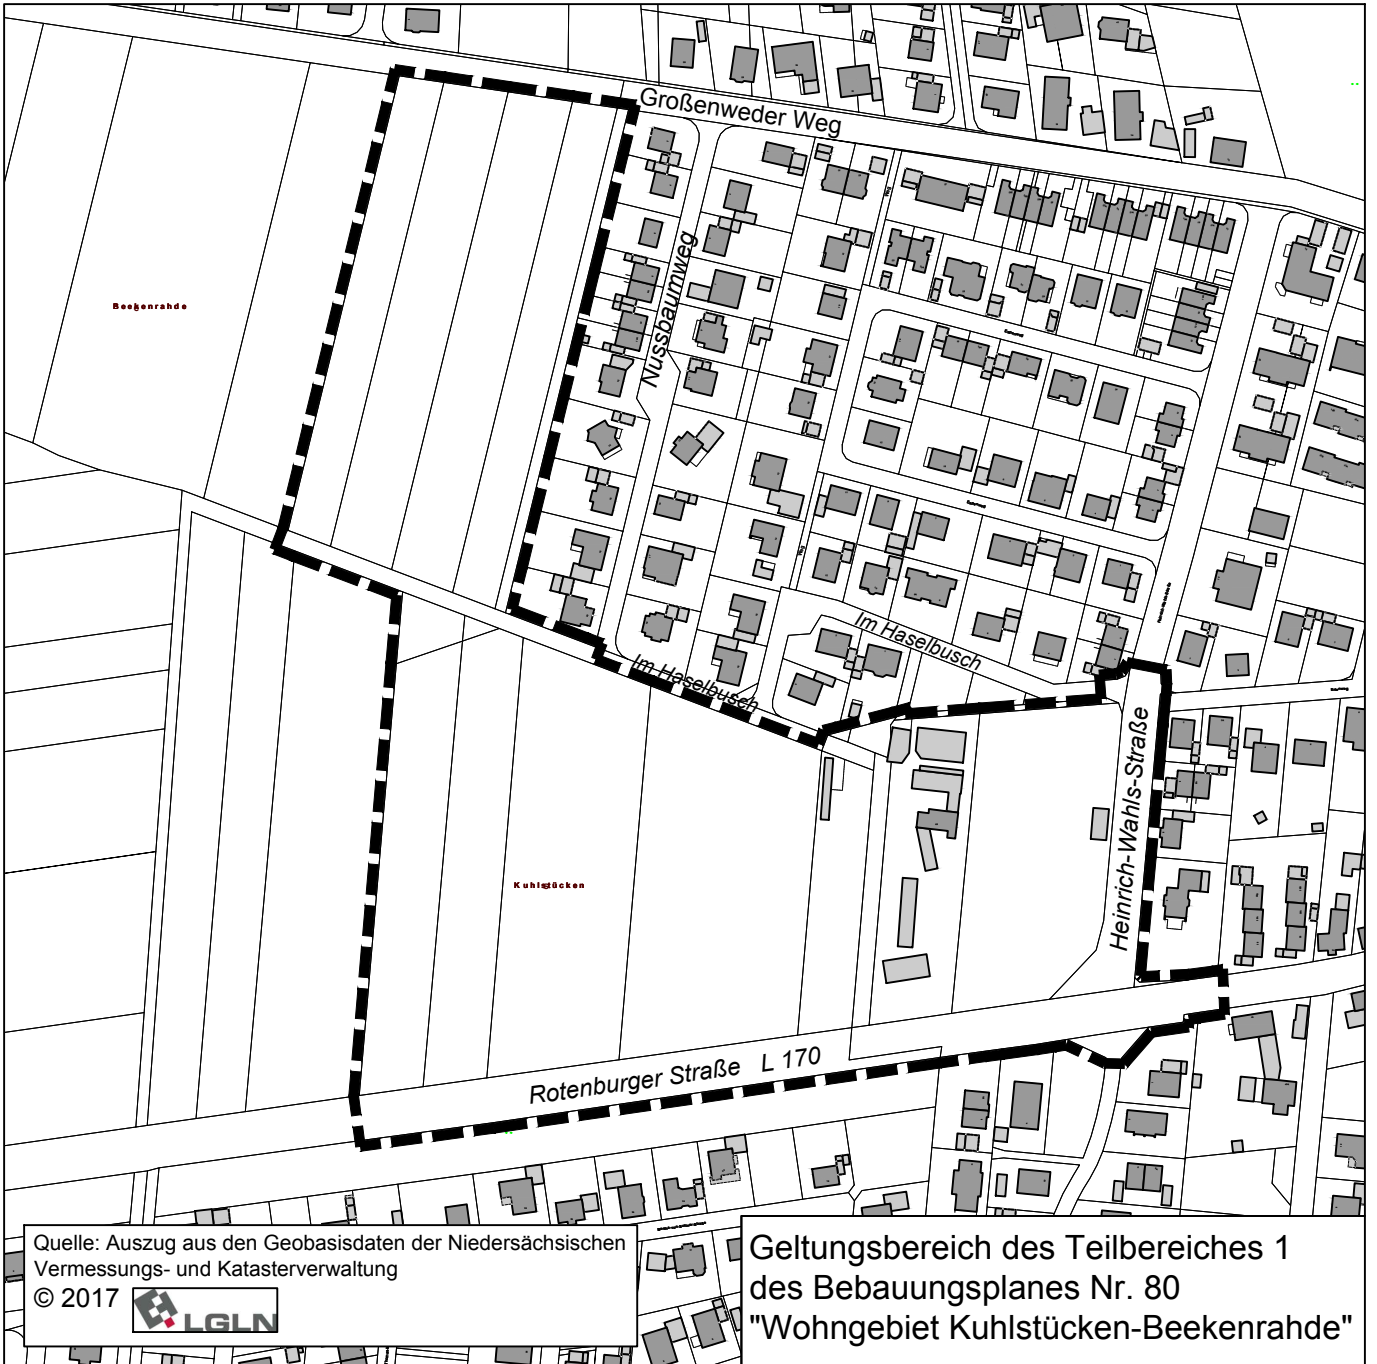 Großenweder Weg
Nussbaumweg
Beekenrahde
Weg
Im Haselbusch
Im Haselbusch
Heinrich-Wahls-Straße
Kuhlstücken
Rotenburger Straße L 170
Quelle: Auszug aus den Geobasisdaten der Niedersächsischen
Vermessungs- und Katasterverwaltung
© 2017 LGLN
Geltungsbereich des Teilbereiches 1
des Bebauungsplanes Nr. 80
"Wohngebiet Kuhlstücken-Beekenrahde"